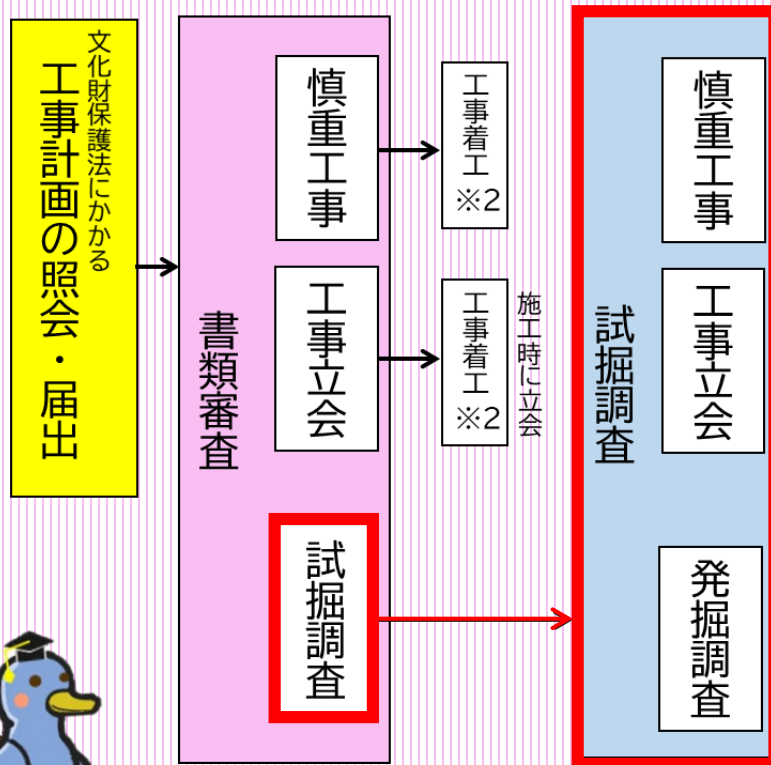 文化財保護法にかかる
工事計画の照会・届出
書類審査
慎重工事
工事着工
※2
工事立会
工事着工
※2
施工時に立会
試掘調査
試掘調査
慎重工事
工事立会
発掘調査